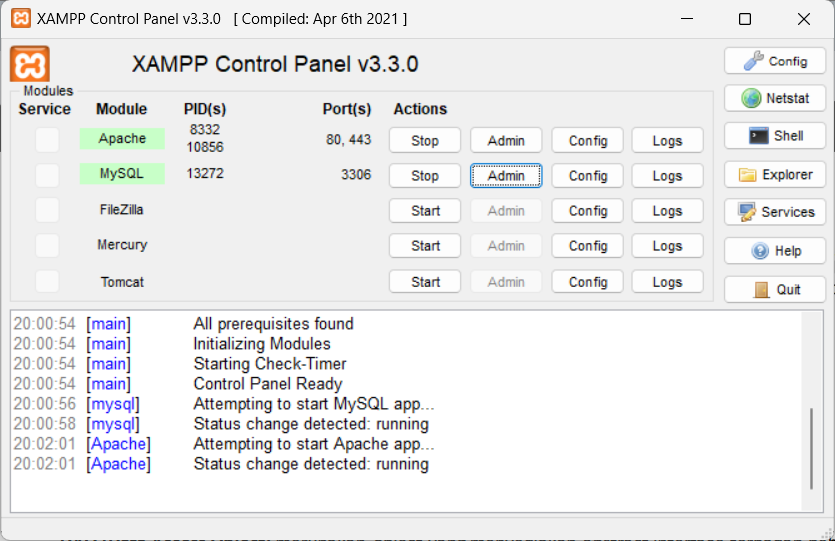 XAMPP Control Panel v3.3.0 [ Compiled: Apr 6th 2021 ]
XAMPP Control Panel v3.3.0
Config
Modules
Service Module PID(s) Port(s) Actions
Apache 8332 10856 80, 443 Stop Admin Config Logs
MySQL 13272 3306 Stop Admin Config Logs
FileZilla Start Admin Config Logs
Mercury Start Admin Config Logs
Tomcat Start Admin Config Logs
Netstat
Shell
Explorer
Services
Help
Quit
20:00:54 [main] All prerequisites found
20:00:54 [main] Initializing Modules
20:00:54 [main] Starting Check-Timer
20:00:54 [main] Control Panel Ready
20:00:56 [mysql] Attempting to start MySQL app...
20:00:58 [mysql] Status change detected: running
20:02:01 [Apache] Attempting to start Apache app...
20:02:01 [Apache] Status change detected: running